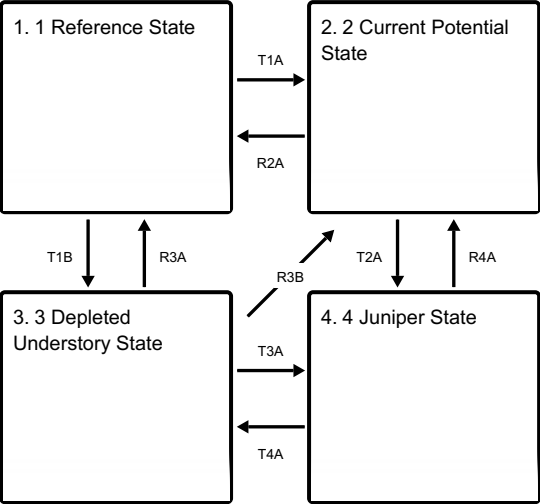 1. 1 Reference State
2. 2 Current Potential
State
T1A
R2A
T1B
R3A
R3B
T2A
R4A
3. 3 Depleted
Understory State
4. 4 Juniper State
T3A
T4A